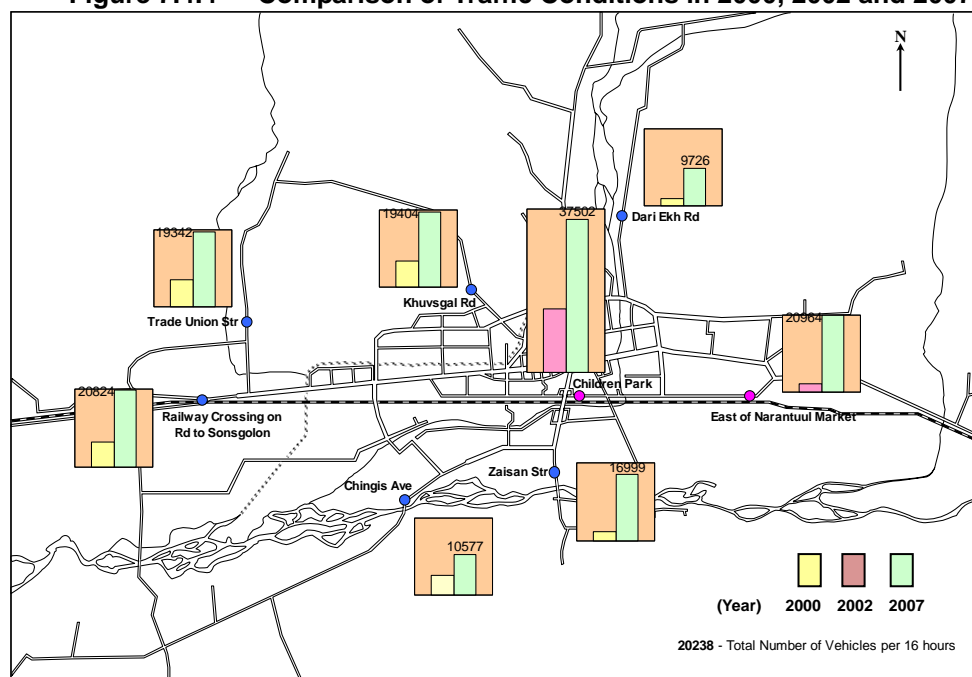 Comparison of Traffic Conditions in 2000, 2002 and 2007
N
9726
Dari Ekh Rd
19404
37502
19342
Khuvsgal Rd
Trade Union Str
20964
Children Park
20824
Railway Crossing on
Rd to Sonsgolon
East of Narantuul Market
Zaisan Str
16999
Chingis Ave
10577
(Year) 2000 2002 2007
20238 - Total Number of Vehicles per 16 hours